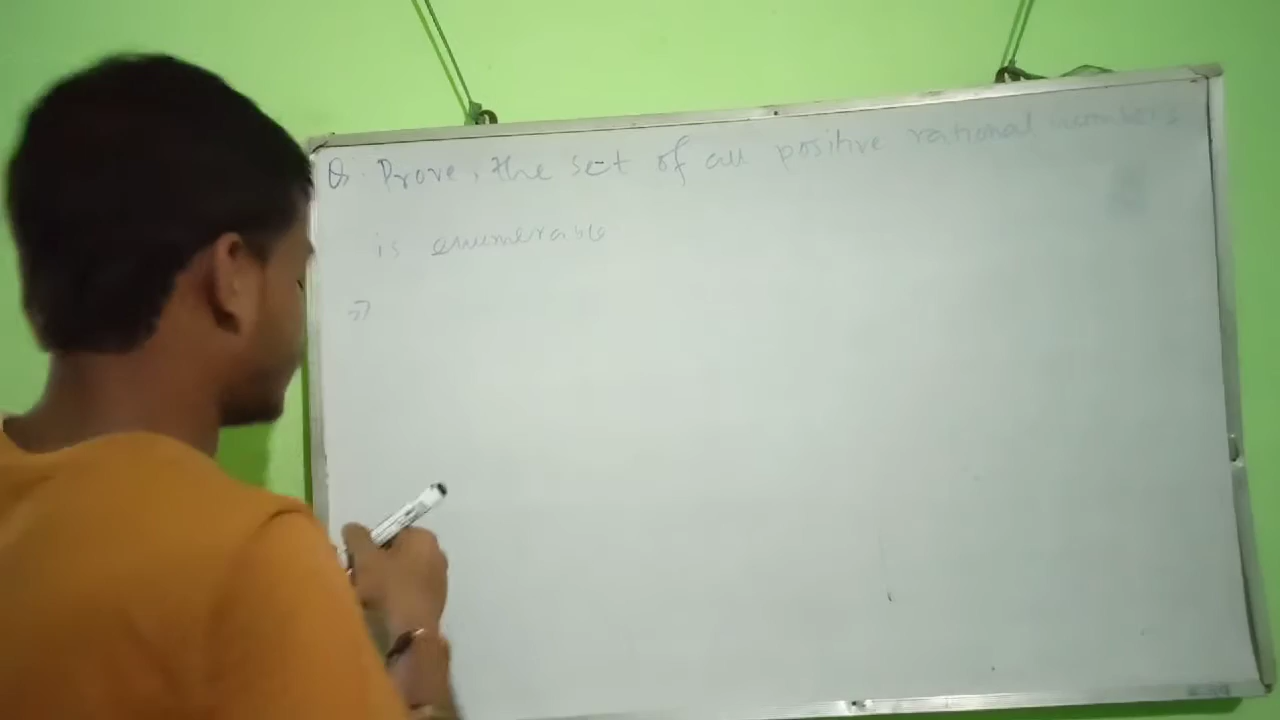 Q. Prove, the set of all positive rational numbers
is enumerable
⇒